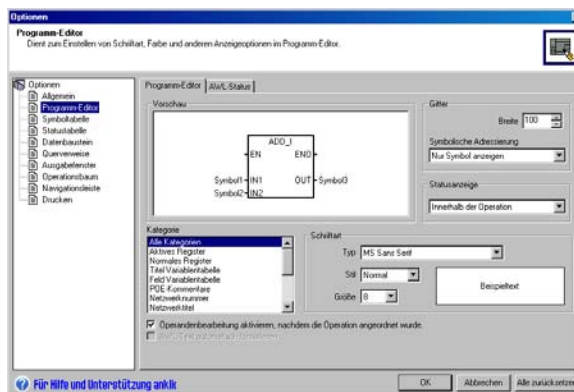 Optionen
Programm-Editor
Dient zum Einstellen von Schriftart, Farbe und anderen Anzeigeoptionen im Programm-Editor.
Optionen
Allgemein
Programm-Editor
Symboltabelle
Statustabelle
Datenbaustein
Querverweise
Ausgabefenster
Operationsbaum
Navigationsleiste
Drucken
Programm-Editor
AWL-Status
Vorschau
ADD_I
EN
ENO
Symbol1
IN1
OUT
Symbol3
Symbol2
IN2
Gitter
Breite
100
Symbolische Adressierung
Nur Symbol anzeigen
Statusanzeige
Innerhalb der Operation
Kategorie
Alle Kategorien
Aktives Register
Normales Register
Titel Variablentabelle
Feld Variablentabelle
POE-Kommentare
Netzwerknummer
Netzwerktitel
Schriftart
Typ
MS Sans Serif
Stil
Normal
Größe
8
Beispieltext
Operandenbearbeitung aktivieren, nachdem die Operation angeordnet wurde.
Für Hilfe und Unterstützung anklik
OK
Abbrechen
Alle zurücksetzen